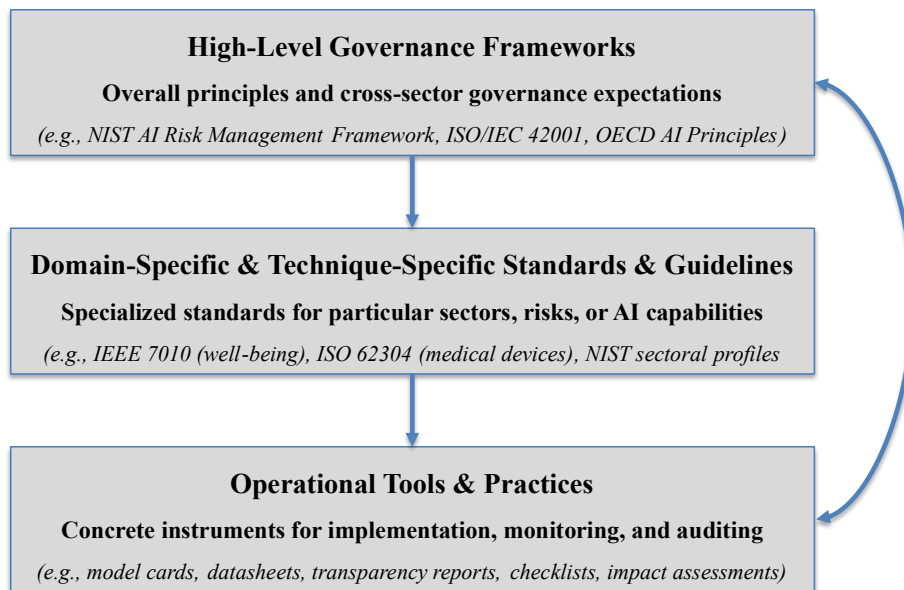 High-Level Governance Frameworks
Overall principles and cross-sector governance expectations
(e.g., NIST AI Risk Management Framework, ISO/IEC 42001, OECD AI Principles)
Domain-Specific & Technique-Specific Standards & Guidelines
Specialized standards for particular sectors, risks, or AI capabilities
(e.g., IEEE 7010 (well-being), ISO 62304 (medical devices), NIST sectoral profiles
Operational Tools & Practices
Concrete instruments for implementation, monitoring, and auditing
(e.g., model cards, datasheets, transparency reports, checklists, impact assessments)